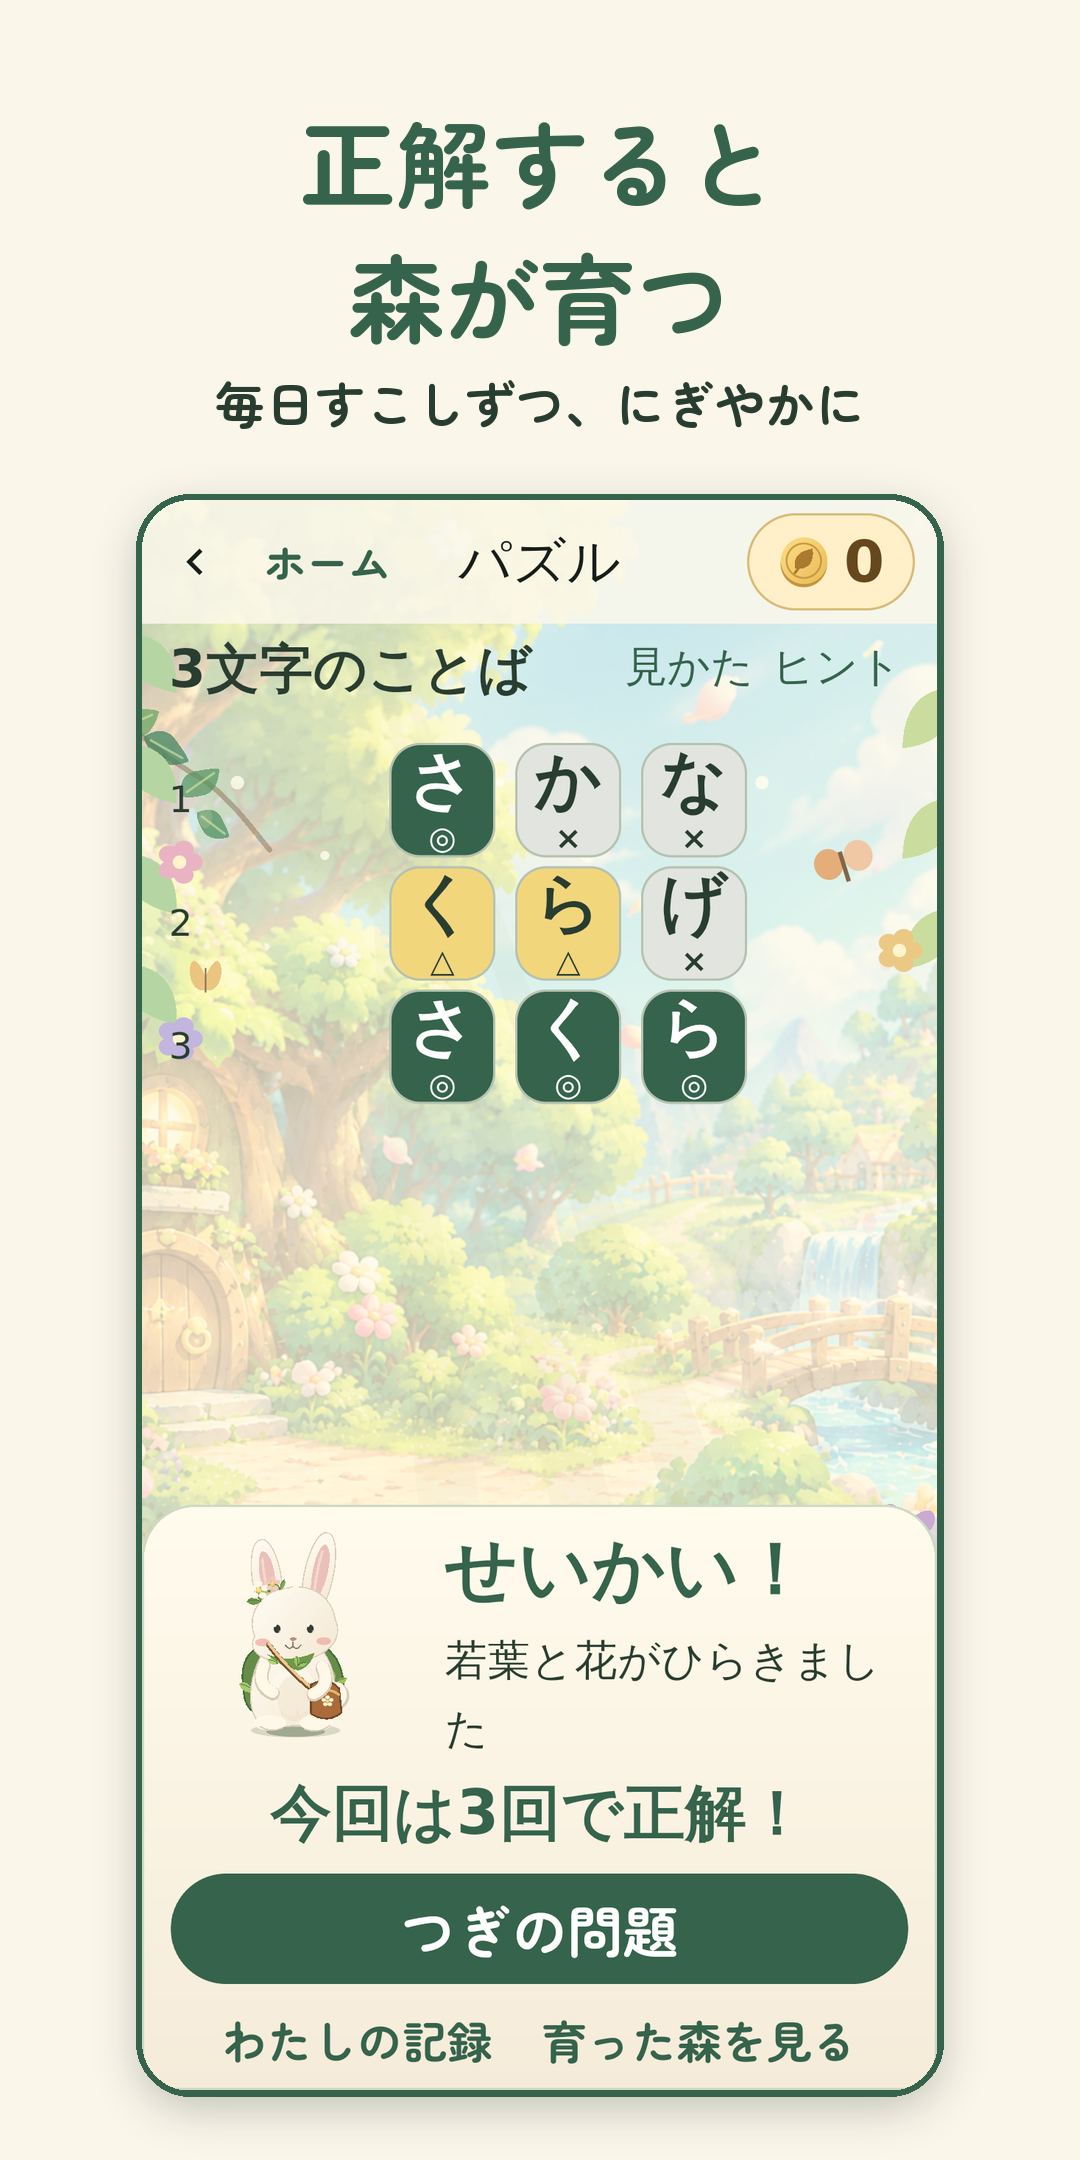 正解すると
森が育つ
毎日すこしずつ、にぎやかに
ホーム パズル 0
3文字のことば 見かた ヒント
1 さ か な
◎ × ×
2 く ら げ
△ △ ×
3 さ く ら
◎ ◎ ◎
せいかい！
若葉と花がひらきまし
た
今回は3回で正解！
つぎの問題
わたしの記録 育った森を見る